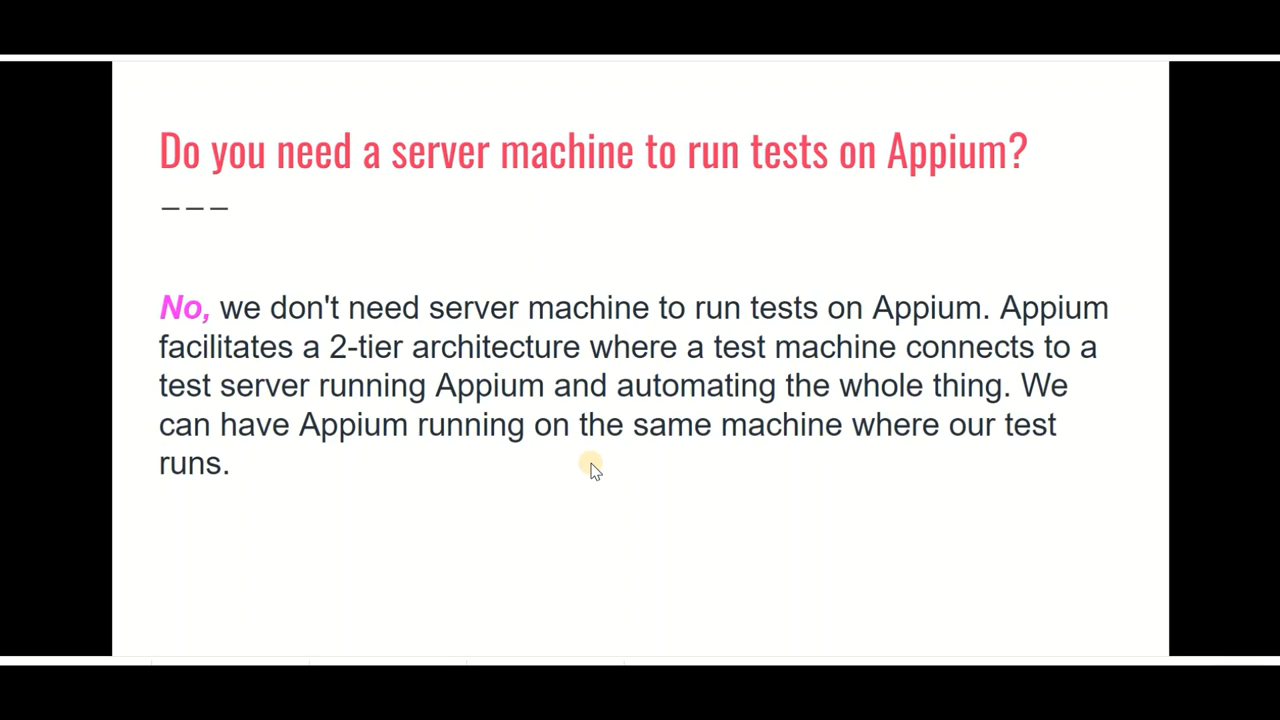 Do you need a server machine to run tests on Appium?
No, we don't need server machine to run tests on Appium. Appium
facilitates a 2-tier architecture where a test machine connects to a
test server running Appium and automating the whole thing. We
can have Appium running on the same machine where our test
runs.